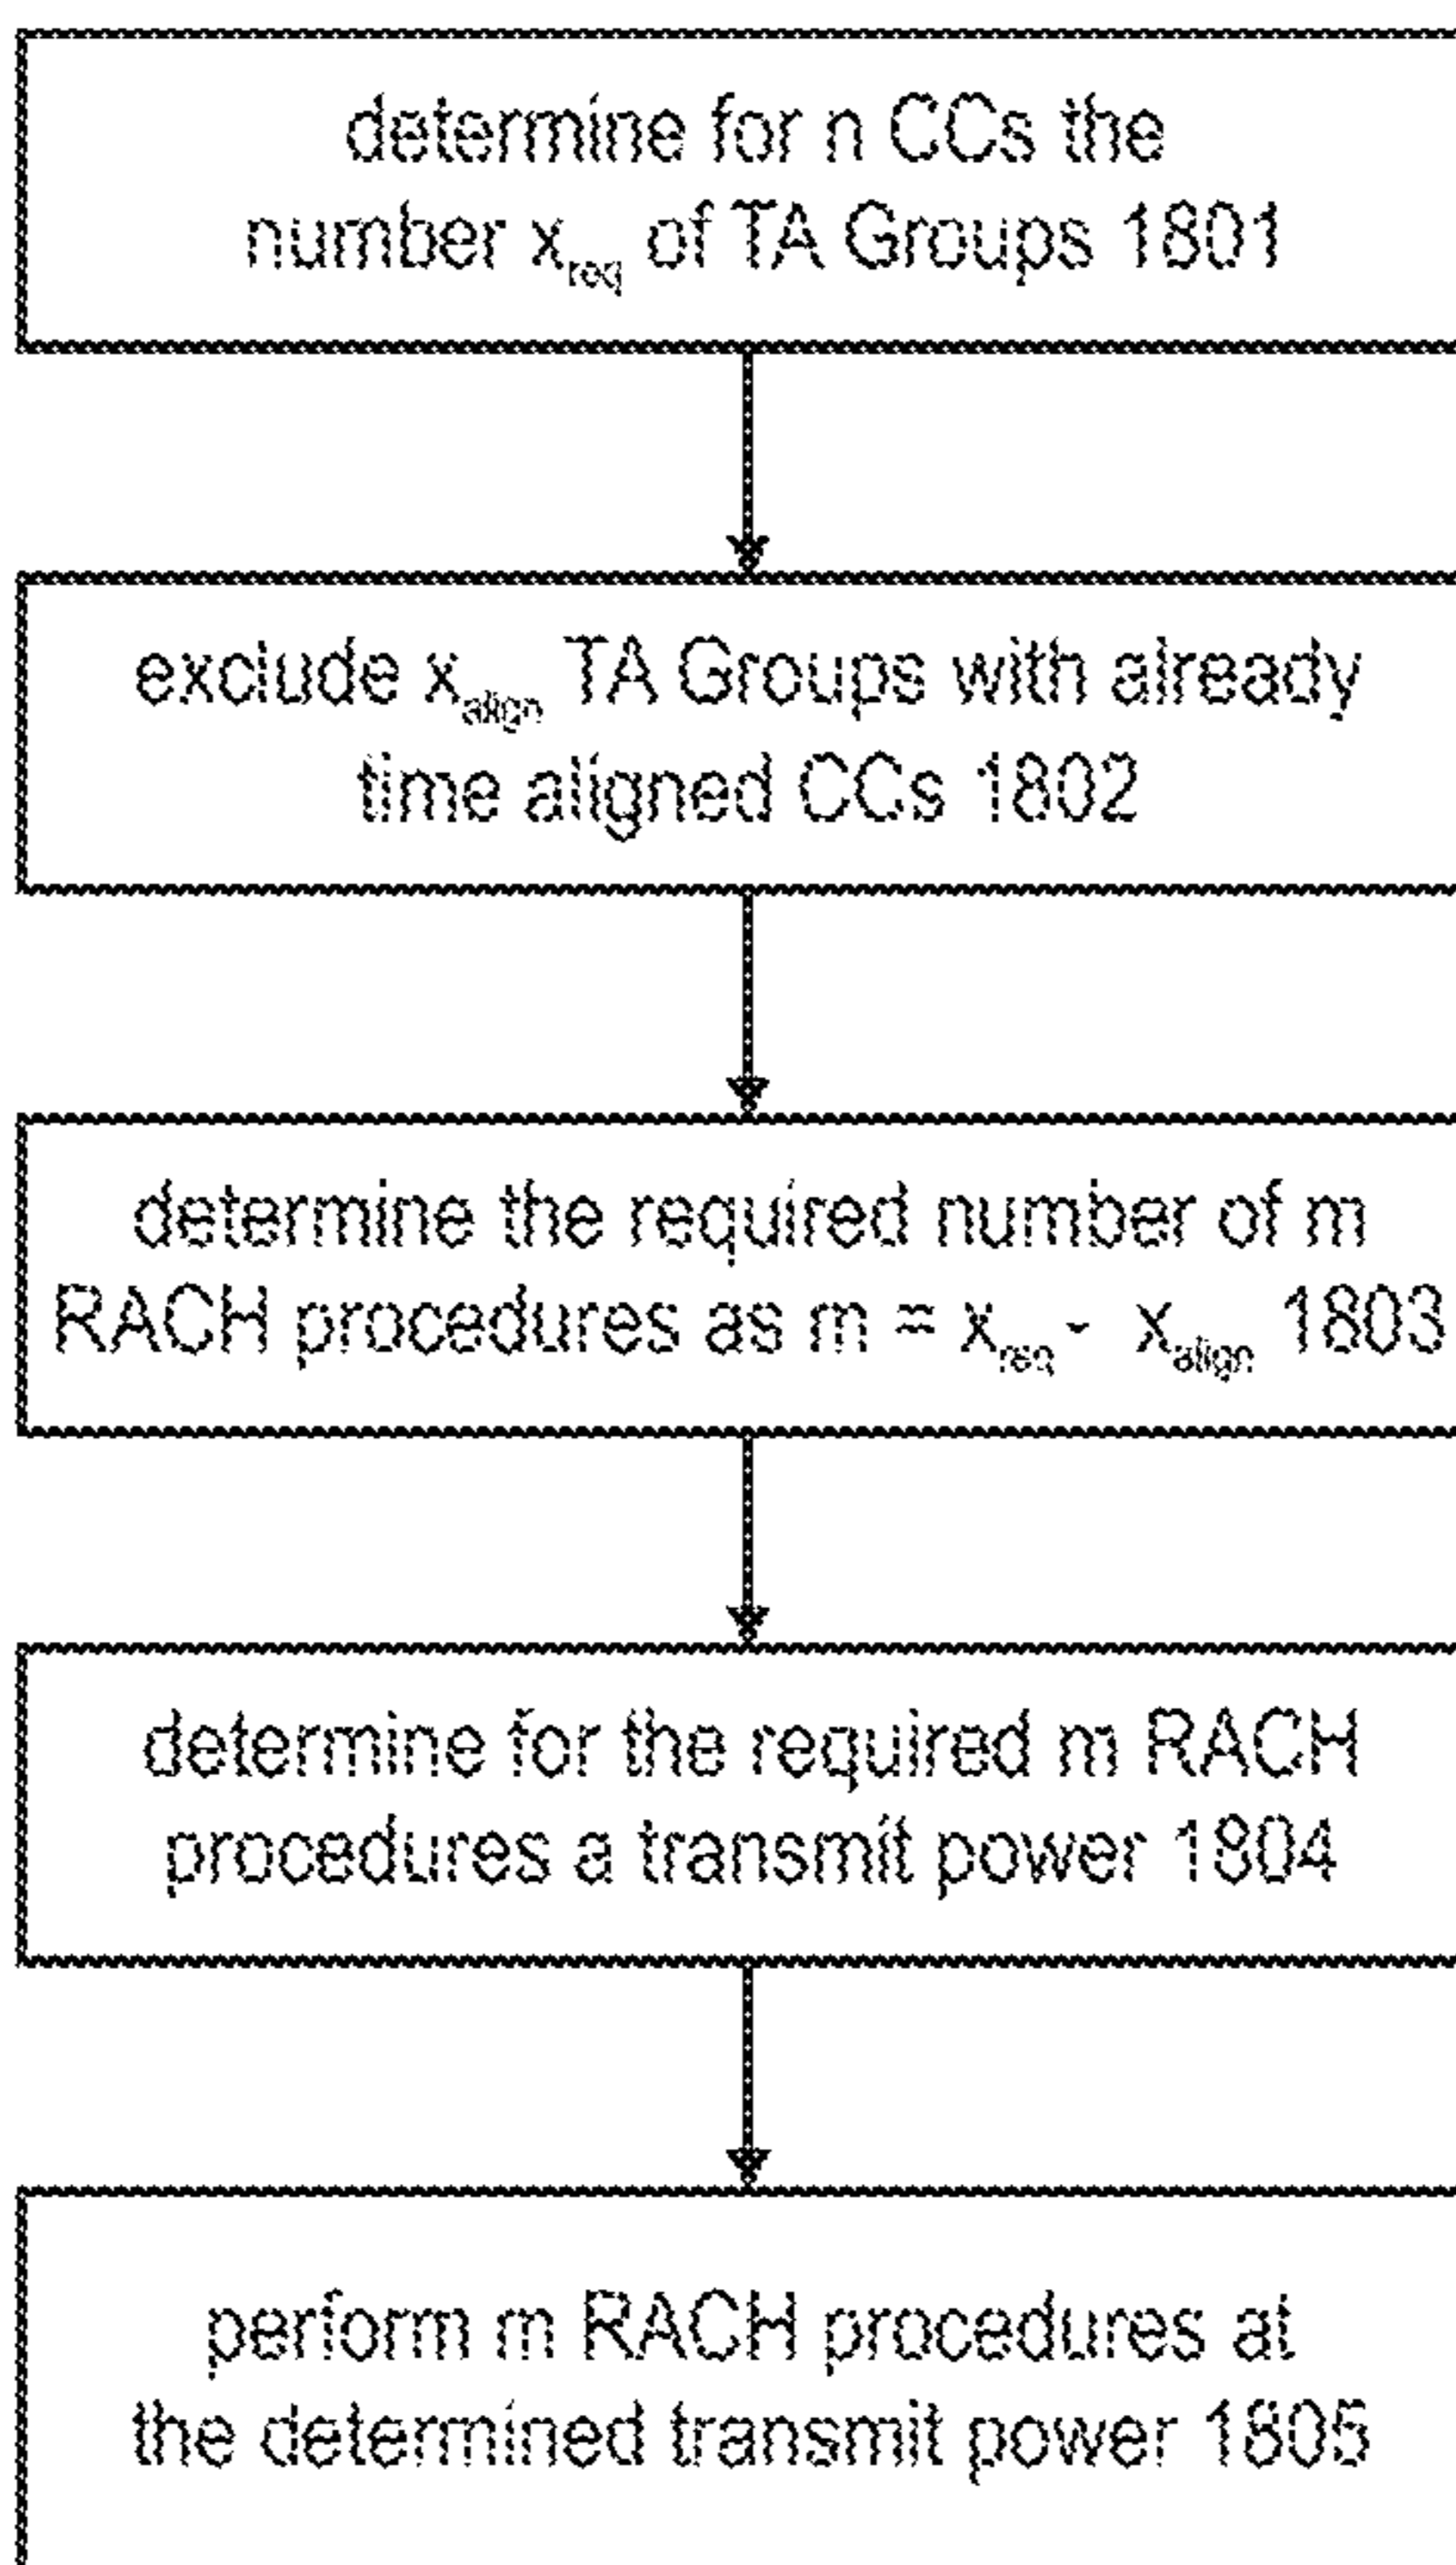 determine for n CCs the
number x_req of TA Groups 1801
exclude x_align TA Groups with already
time aligned CCs 1802
determine the required number of m
RACH procedures as m = x_req - x_align 1803
determine for the required m RACH
procedures a transmit power 1804
perform m RACH procedures at
the determined transmit power 1805